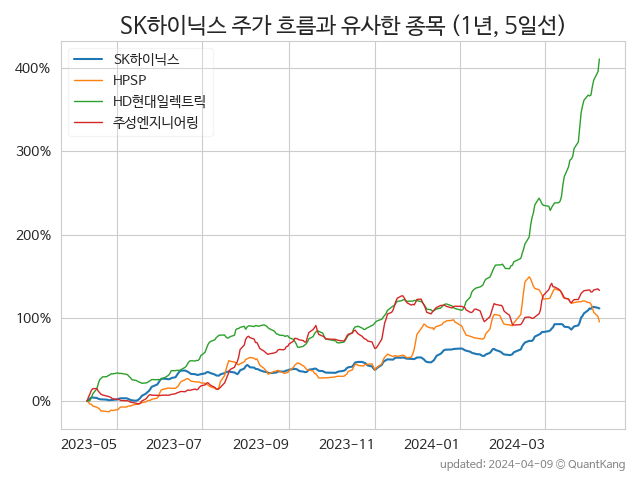 SK하이닉스 주가 흐름과 유사한 종목 (1년, 5일선)
SK하이닉스
HPSP
HD현대일렉트릭
주성엔지니어링
400%
300%
200%
100%
0%
2023-05 2023-07 2023-09 2023-11 2024-01 2024-03
updated: 2024-04-09 © QuantKang